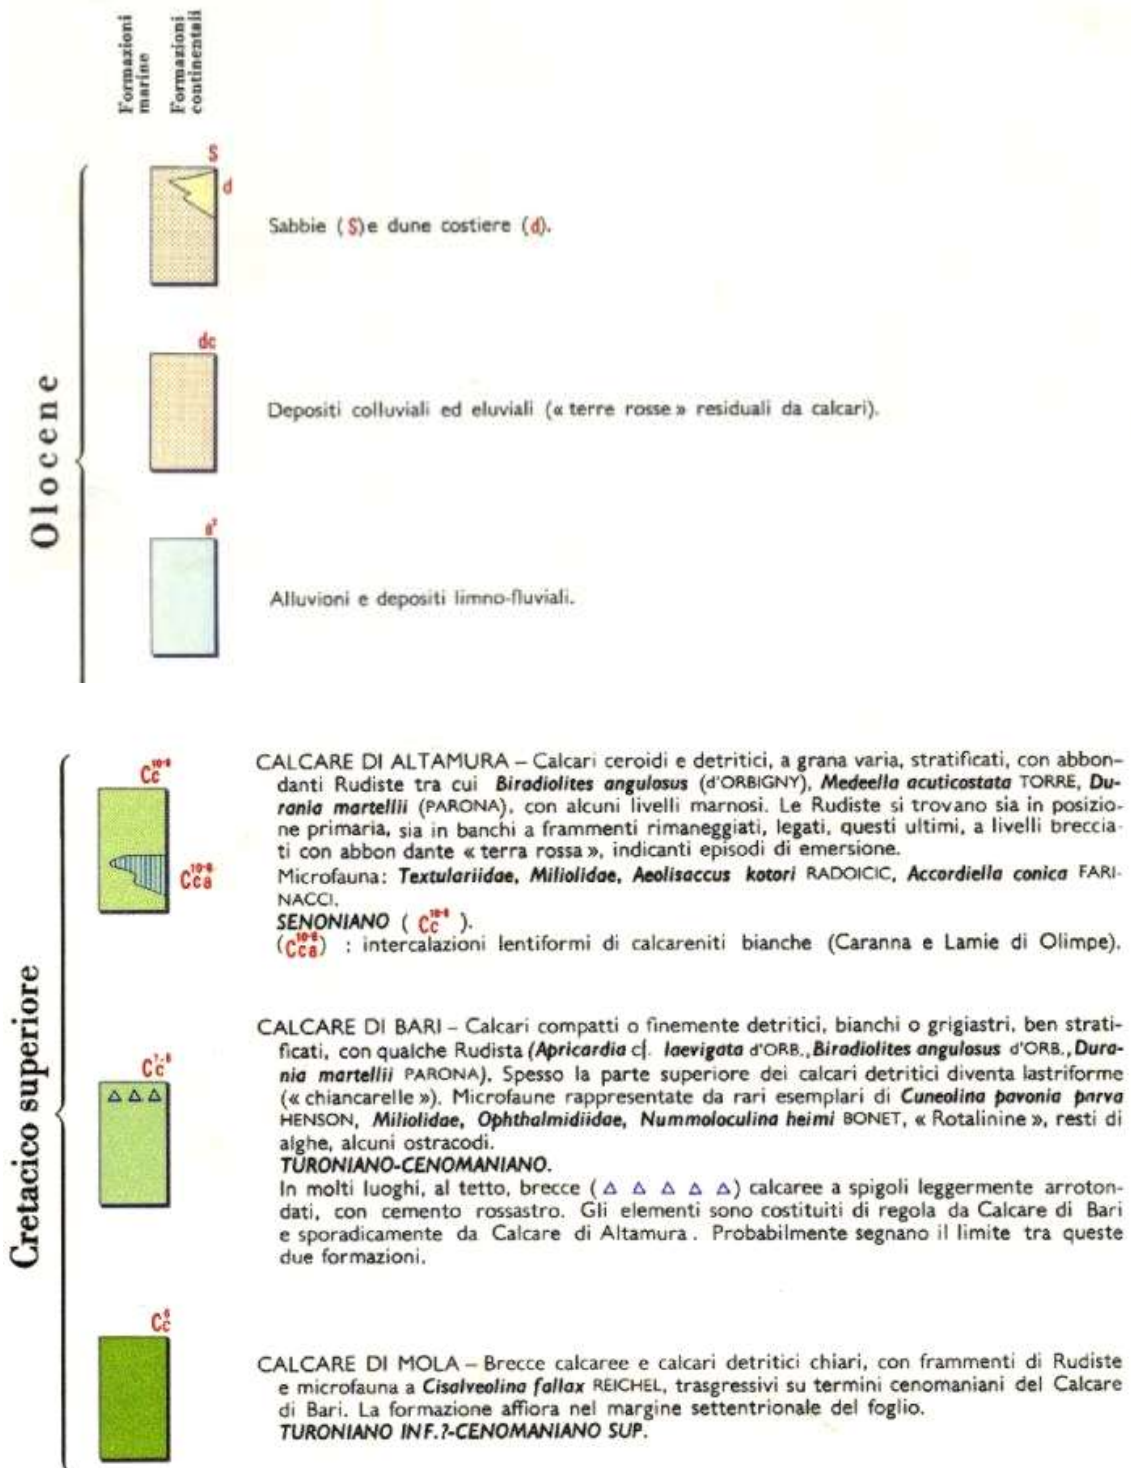 Formazioni
marine
Formazioni
continentali
Olocene
S
d
Sabbie (S)e dune costiere (d).
dc
Depositi colluviali ed eluviali (« terre rosse » residuali da calcari).
a²
Alluvioni e depositi limno-fluviali.
Cretacico superiore
Cc¹⁰⁻⁸
Cca¹⁰⁻⁸
CALCARE DI ALTAMURA – Calcari ceroidi e detritici, a grana varia, stratificati, con abbon-
danti Rudiste tra cui Biradiolites angulosus (d'ORBIGNY), Medeella acuticostata TORRE, Du-
rania martellii (PARONA), con alcuni livelli marnosi. Le Rudiste si trovano sia in posizio-
ne primaria, sia in banchi a frammenti rimaneggiati, legati, questi ultimi, a livelli breccia-
ti con abbon dante « terra rossa », indicanti episodi di emersione.
Microfauna: Textulariidae, Miliolidae, Aeolisaccus kotori RADOICIC, Accordiella conica FARI-
NACCI.
SENONIANO ( Cc¹⁰⁻⁸ ).
(Cca¹⁰⁻⁸) : intercalazioni lentiformi di calcareniti bianche (Caranna e Lamie di Olimpe).
Cc⁷⁻⁶
CALCARE DI BARI – Calcari compatti o finemente detritici, bianchi o grigiastri, ben strati-
ficati, con qualche Rudista (Apricardia cf. laevigata d'ORB., Biradiolites angulosus d'ORB., Dura-
nia martellii PARONA). Spesso la parte superiore dei calcari detritici diventa lastriforme
(« chiancarelle »). Microfaune rappresentate da rari esemplari di Cuneolina pavonia parva
HENSON, Miliolidae, Ophthalmidiidae, Nummoloculina heimi BONET, « Rotalinine », resti di
alghe, alcuni ostracodi.
TURONIANO-CENOMANIANO.
In molti luoghi, al tetto, brecce (△ △ △ △ △) calcaree a spigoli leggermente arroton-
dati, con cemento rossastro. Gli elementi sono costituiti di regola da Calcare di Bari
e sporadicamente da Calcare di Altamura. Probabilmente segnano il limite tra queste
due formazioni.
Cc⁶
CALCARE DI MOLA – Brecce calcaree e calcari detritici chiari, con frammenti di Rudiste
e microfauna a Cisalveolina fallax REICHEL, trasgressivi su termini cenomaniani del Calcare
di Bari. La formazione affiora nel margine settentrionale del foglio.
TURONIANO INF.?-CENOMANIANO SUP.